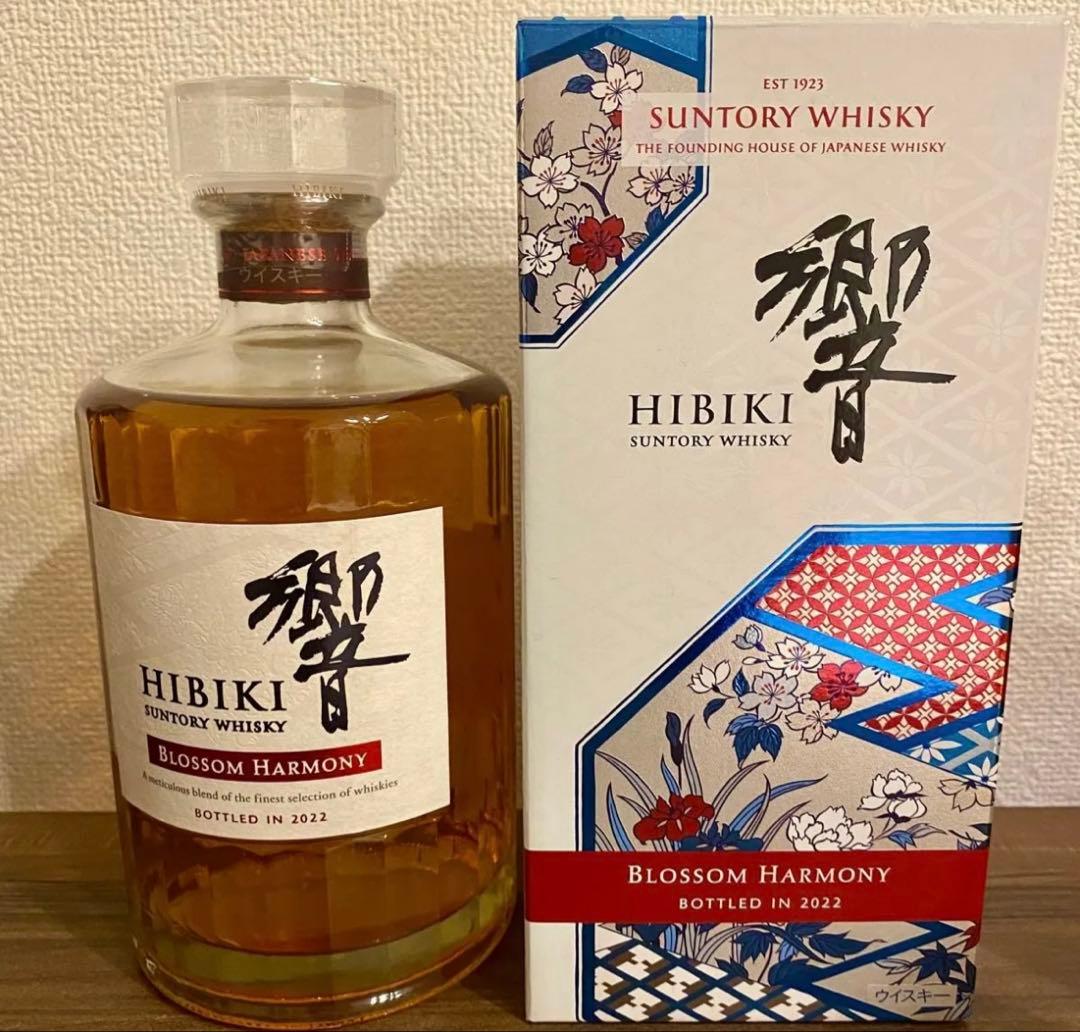 HIBIKI
JAPANESE
ウイスキー
響
HIBIKI
SUNTORY WHISKY
BLOSSOM HARMONY
A meticulous blend of the finest selection of whiskies
BOTTLED IN 2022
EST 1923
SUNTORY WHISKY
THE FOUNDING HOUSE OF JAPANESE WHISKY
響
HIBIKI
SUNTORY WHISKY
BLOSSOM HARMONY
BOTTLED IN 2022
ウイスキー